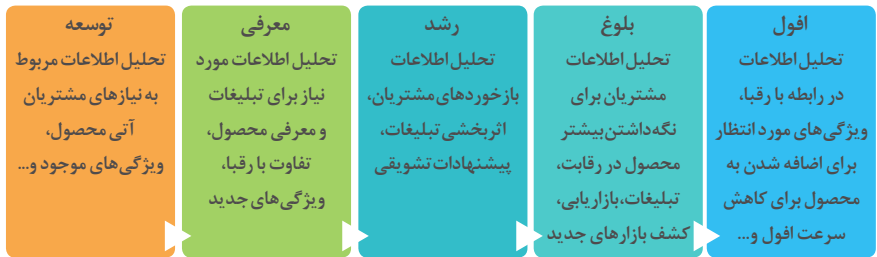 توسعه
تحلیل اطلاعات مربوط
به نیازهای مشتریان
آتی محصول،
ویژگی‌های موجود و...
معرفی
تحلیل اطلاعات مورد
نیاز برای تبلیغات
و معرفی محصول،
تفاوت با رقبا،
ویژگی‌های جدید
رشد
تحلیل اطلاعات
بازخوردهای مشتریان،
اثربخشی تبلیغات،
پیشنهادات تشویقی
بلوغ
تحلیل اطلاعات
مشتریان برای
نگه‌داشتن بیشتر
محصول در رقابت،
تبلیغات، بازاریابی،
کشف بازارهای جدید
افول
تحلیل اطلاعات
در رابطه با رقبا،
ویژگی‌های مورد انتظار
برای اضافه شدن به
محصول برای کاهش
سرعت افول و...